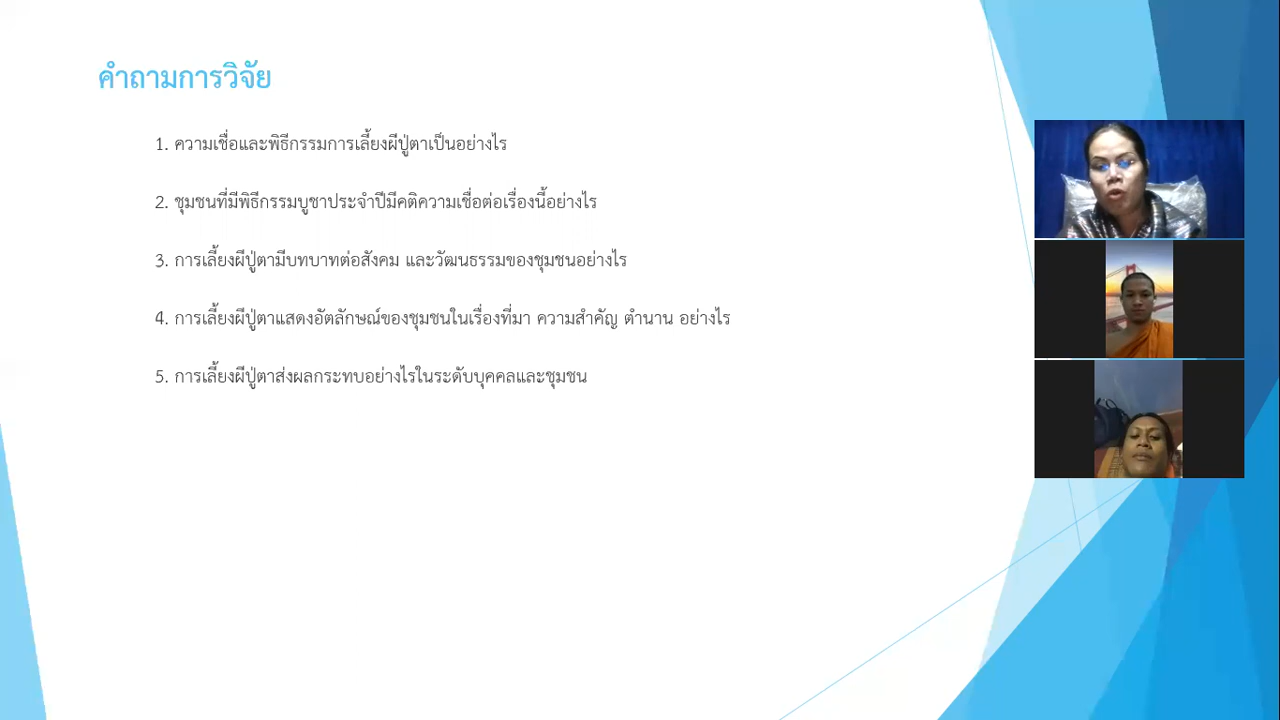 คำถามการวิจัย
1. ความเชื่อและพิธีกรรมการเลี้ยงผีปู่ตาเป็นอย่างไร
2. ชุมชนที่มีพิธีกรรมบูชาประจำปีมีคติความเชื่อต่อเรื่องนี้อย่างไร
3. การเลี้ยงผีปู่ตามีบทบาทต่อสังคม และวัฒนธรรมของชุมชนอย่างไร
4. การเลี้ยงผีปู่ตาแสดงอัตลักษณ์ของชุมชนในเรื่องที่มา ความสำคัญ ตำนาน อย่างไร
5. การเลี้ยงผีปู่ตาส่งผลกระทบอย่างไรในระดับบุคคลและชุมชน